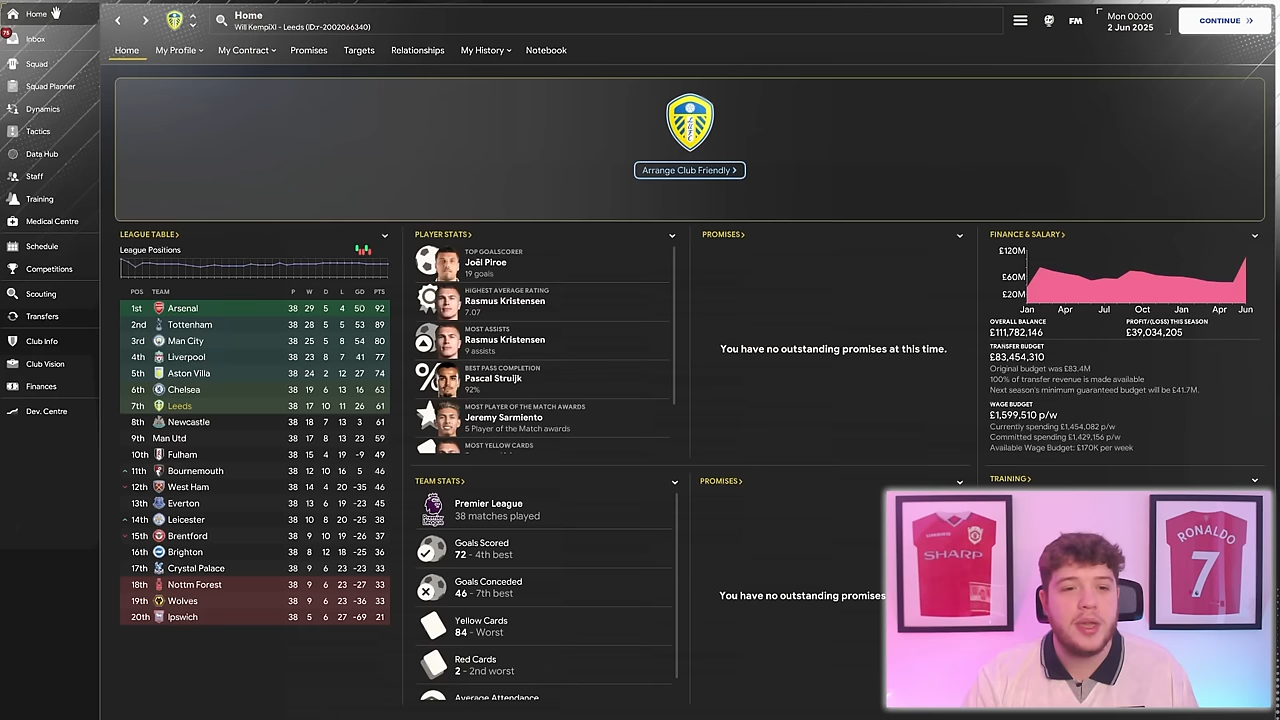 Home
75
Inbox
Squad
Squad Planner
Dynamics
Tactics
Data Hub
Staff
Training
Medical Centre
Schedule
Competitions
Scouting
Transfers
Club Info
Club Vision
Finances
Dev. Centre
Home
Will KempiXI - Leeds (ID:r-2002066340)
FM
Mon 00:00
2 Jun 2025
CONTINUE
Home
My Profile
My Contract
Promises
Targets
Relationships
My History
Notebook
Arrange Club Friendly >
LEAGUE TABLE>
League Positions
POS TEAM P W D L GD PTS
1st Arsenal 38 29 5 4 50 92
2nd Tottenham 38 28 5 5 53 89
3rd Man City 38 24 8 6 54 80
4th Liverpool 38 23 8 7 41 77
5th Aston Villa 38 24 2 12 27 74
6th Chelsea 38 19 6 13 16 63
7th Leeds 38 17 10 11 26 61
8th Newcastle 38 18 7 13 3 61
9th Man Utd 38 17 8 13 23 59
10th Fulham 38 15 4 19 -9 49
11th Bournemouth 38 12 10 16 5 46
12th West Ham 38 14 4 20 -35 46
13th Everton 38 13 6 19 -23 45
14th Leicester 38 10 8 20 -25 38
15th Brentford 38 9 10 19 -26 37
16th Brighton 38 8 12 18 -25 36
17th Crystal Palace 38 9 6 23 -23 33
18th Nottm Forest 38 9 6 23 -27 33
19th Wolves 38 9 6 23 -36 33
20th Ipswich 38 5 6 27 -69 21
PLAYER STATS>
TOP GOALSCORER
Joël Piroe
19 goals
HIGHEST AVERAGE RATING
Rasmus Kristensen
7.07
MOST ASSISTS
Rasmus Kristensen
9 assists
BEST PASS COMPLETION
Pascal Struijk
92%
MOST PLAYER OF THE MATCH AWARDS
Jeremy Sarmiento
5 Player of the Match awards
MOST YELLOW CARDS
TEAM STATS>
Premier League
38 matches played
Goals Scored
72 - 4th best
Goals Conceded
46 - 7th best
Yellow Cards
84 - Worst
Red Cards
2 - 2nd worst
Average Attendance
PROMISES>
You have no outstanding promises at this time.
PROMISES>
You have no outstanding promises
FINANCE & SALARY>
£120M
£60M
£20M
Jan Apr Jul Oct Jan Apr Jun
OVERALL BALANCE
£111,782,146
PROFIT/(LOSS) THIS SEASON
£39,034,205
TRANSFER BUDGET
£83,454,310
Original budget was £83.4M
100% of transfer revenue is made available
Next season's minimum guaranteed budget will be £41.7M.
WAGE BUDGET
£1,599,510 p/w
Currently spending £1,454,082 p/w
Committed spending £1,429,156 p/w
Available Wage Budget: £170K per week
TRAINING>
SHARP
RONALDO
7